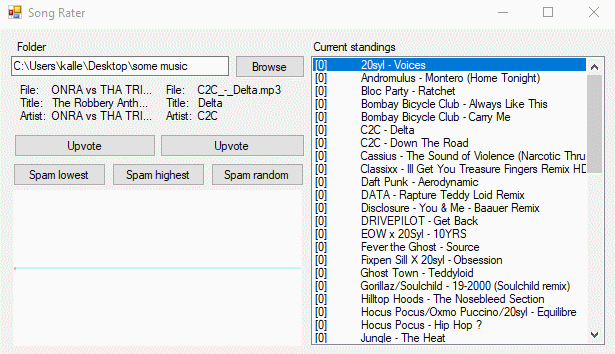 Song Rater
Folder
C:\Users\kalle\Desktop\some music
Browse
File: ONRA vs THA TRI...
Title: The Robbery Anth...
Artist: ONRA vs THA TRI...
File: C2C_-_Delta.mp3
Title: Delta
Artist: C2C
Upvote
Upvote
Spam lowest
Spam highest
Spam random
Current standings
[0] 20syl - Voices
[0] Andromulus - Montero (Home Tonight)
[0] Bloc Party - Ratchet
[0] Bombay Bicycle Club - Always Like This
[0] Bombay Bicycle Club - Carry Me
[0] C2C - Delta
[0] C2C - Down The Road
[0] Cassius - The Sound of Violence (Narcotic Thru
[0] Classixx - Ill Get You Treasure Fingers Remix HD
[0] Daft Punk - Aerodynamic
[0] DATA - Rapture Teddy Loid Remix
[0] Disclosure - You & Me - Baauer Remix
[0] DRIVEPILOT - Get Back
[0] EOW x 20Syl - 10YRS
[0] Fever the Ghost - Source
[0] Fixpen Sill X 20syl - Obsession
[0] Ghost Town - Teddyloid
[0] Gorillaz/Soulchild - 19-2000 (Soulchild remix)
[0] Hilltop Hoods - The Nosebleed Section
[0] Hocus Pocus/Oxmo Puccino/20syl - Equilibre
[0] Hocus Pocus - Hip Hop ?
[0] Jungle - The Heat